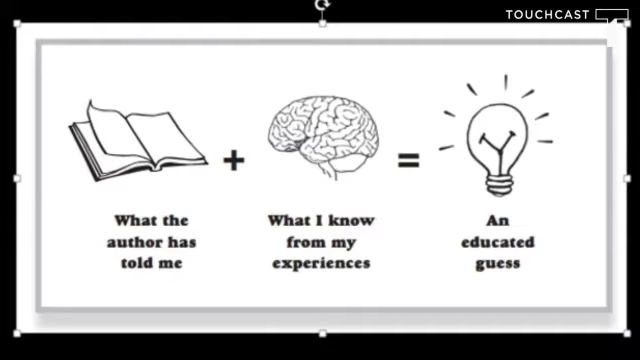 TOUCHCAST
+
=
What the
author has
told me
What I know
from my
experiences
An
educated
guess